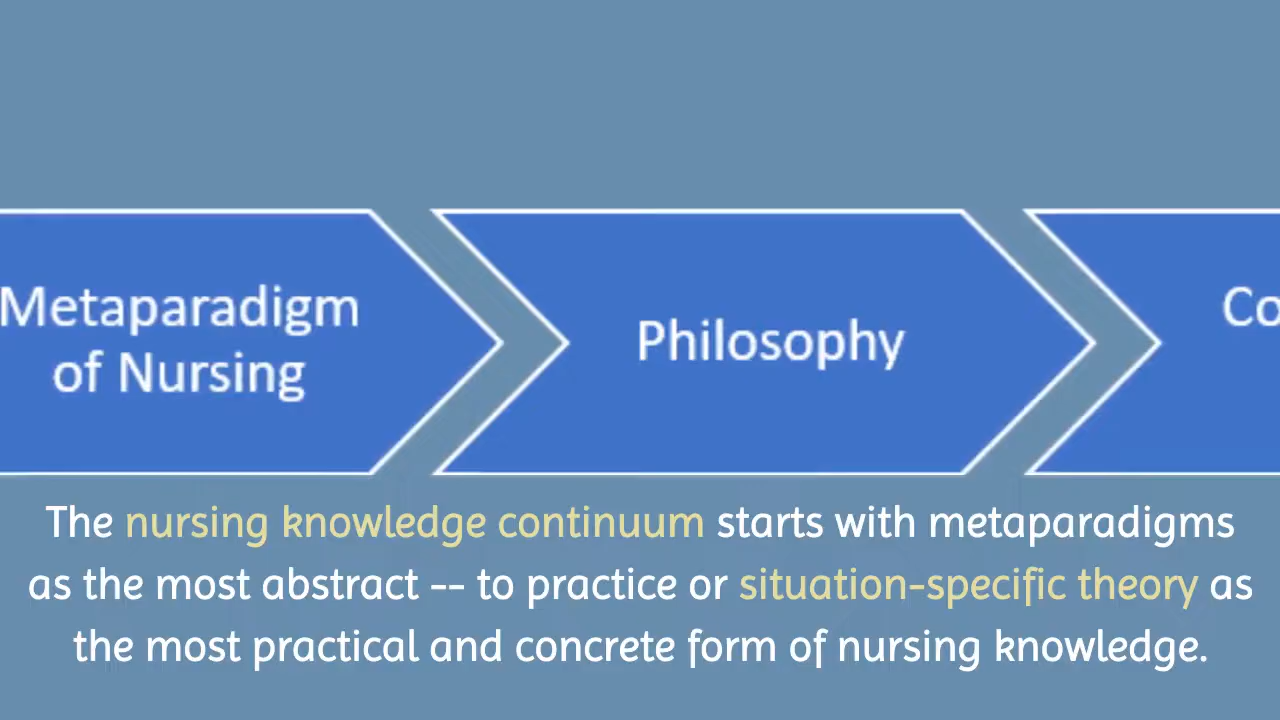 Metaparadigm
of Nursing
Philosophy
The nursing knowledge continuum starts with metaparadigms
as the most abstract -- to practice or situation-specific theory as
the most practical and concrete form of nursing knowledge.